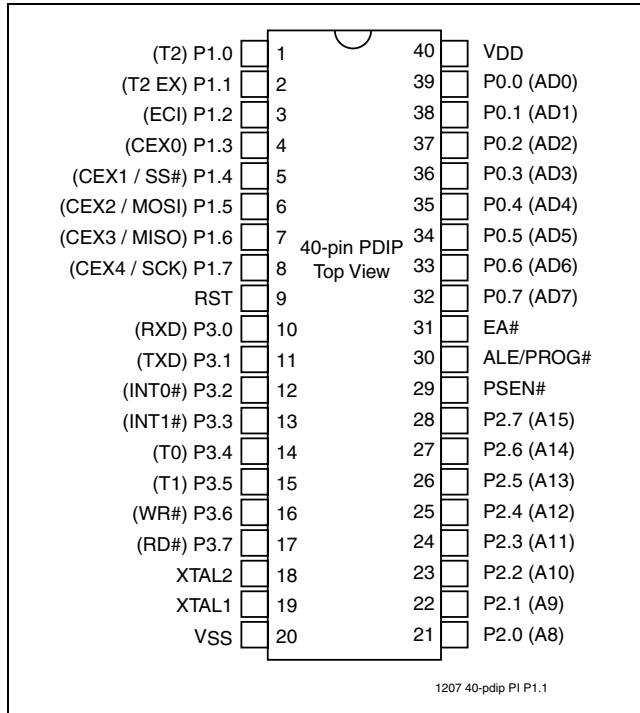 (T2) P1.0 1 40 VDD
(T2 EX) P1.1 2 39 P0.0 (AD0)
(ECI) P1.2 3 38 P0.1 (AD1)
(CEX0) P1.3 4 37 P0.2 (AD2)
(CEX1 / SS#) P1.4 5 36 P0.3 (AD3)
(CEX2 / MOSI) P1.5 6 35 P0.4 (AD4)
(CEX3 / MISO) P1.6 7 34 P0.5 (AD5)
40-pin PDIP
(CEX4 / SCK) P1.7 8 33 P0.6 (AD6)
Top View
RST 9 32 P0.7 (AD7)
(RXD) P3.0 10 31 EA#
(TXD) P3.1 11 30 ALE/PROG#
(INT0#) P3.2 12 29 PSEN#
(INT1#) P3.3 13 28 P2.7 (A15)
(T0) P3.4 14 27 P2.6 (A14)
(T1) P3.5 15 26 P2.5 (A13)
(WR#) P3.6 16 25 P2.4 (A12)
(RD#) P3.7 17 24 P2.3 (A11)
XTAL2 18 23 P2.2 (A10)
XTAL1 19 22 P2.1 (A9)
VSS 20 21 P2.0 (A8)
1207 40-pdip PI P1.1